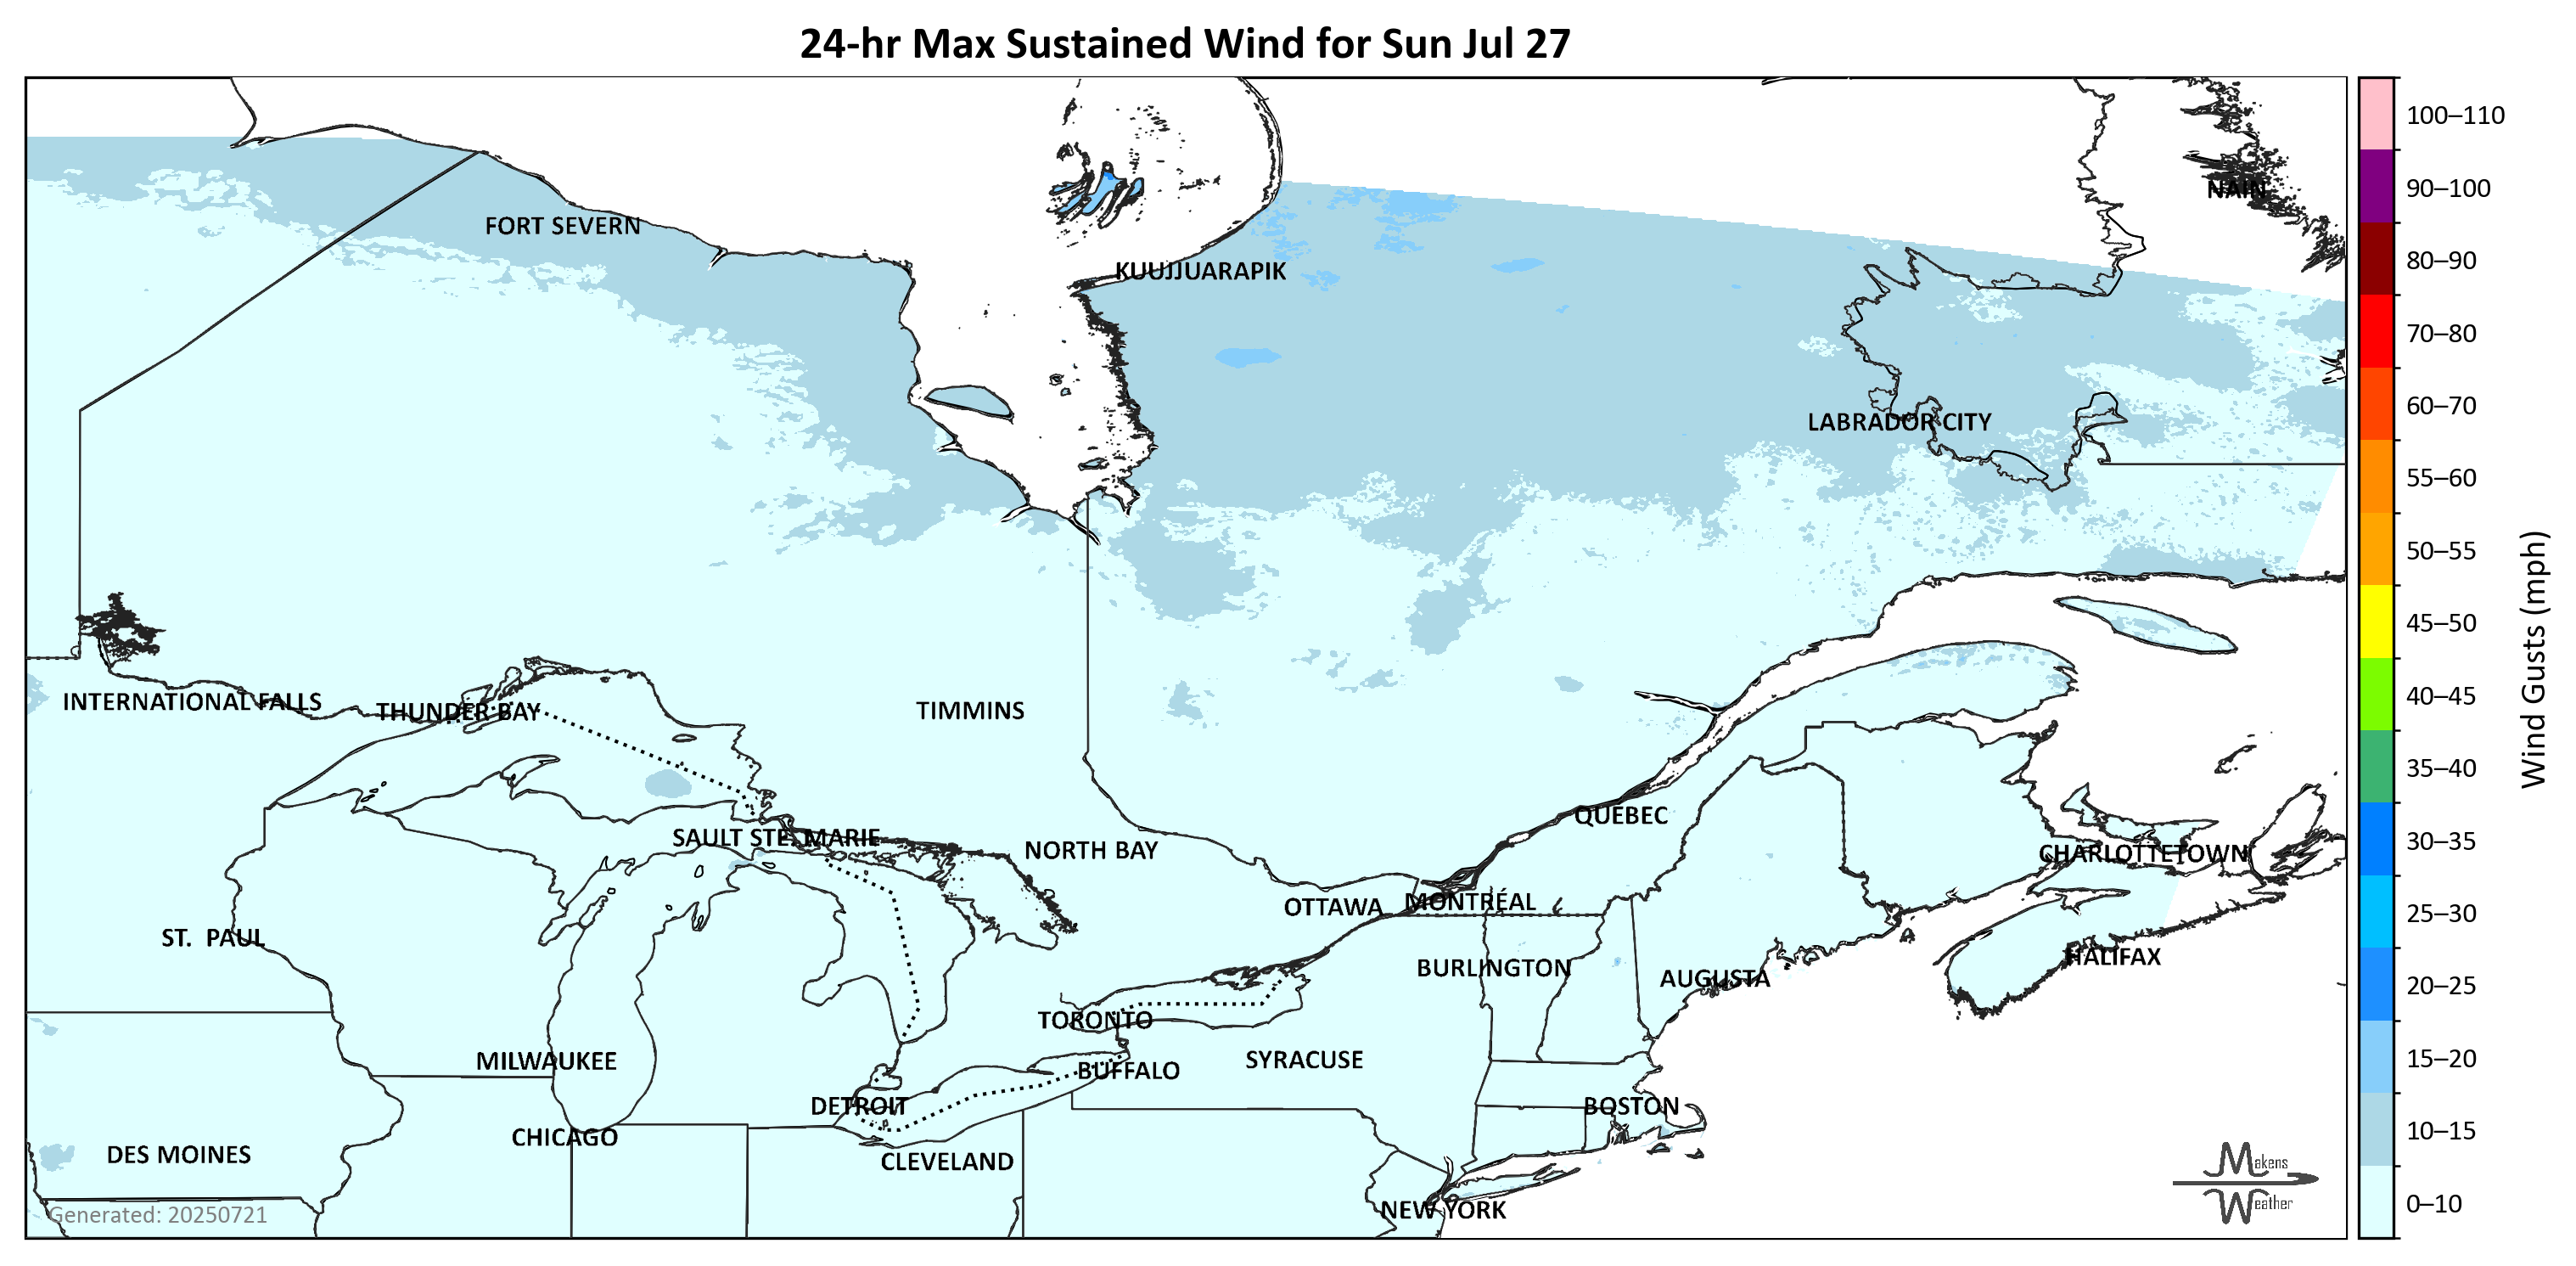 24-hr Max Sustained Wind for Sun Jul 27
100–110
90–100
NAIN
FORT SEVERN
80–90
KUUJJUARAPIK
70–80
60–70
LABRADOR CITY
55–60
50–55
Wind Gusts (mph)
45–50
INTERNATIONAL FALLS
THUNDER BAY
TIMMINS
40–45
35–40
QUÉBEC
SAULT STE. MARIE
NORTH BAY
CHARLOTTETOWN
30–35
OTTAWA
MONTRÉAL
25–30
ST. PAUL
HALIFAX
BURLINGTON
AUGUSTA
20–25
TORONTO
MILWAUKEE
SYRACUSE
BUFFALO
15–20
DETROIT
BOSTON
CHICAGO
10–15
DES MOINES
CLEVELAND
Makens
Weather
0–10
Generated: 20250721
NEW YORK